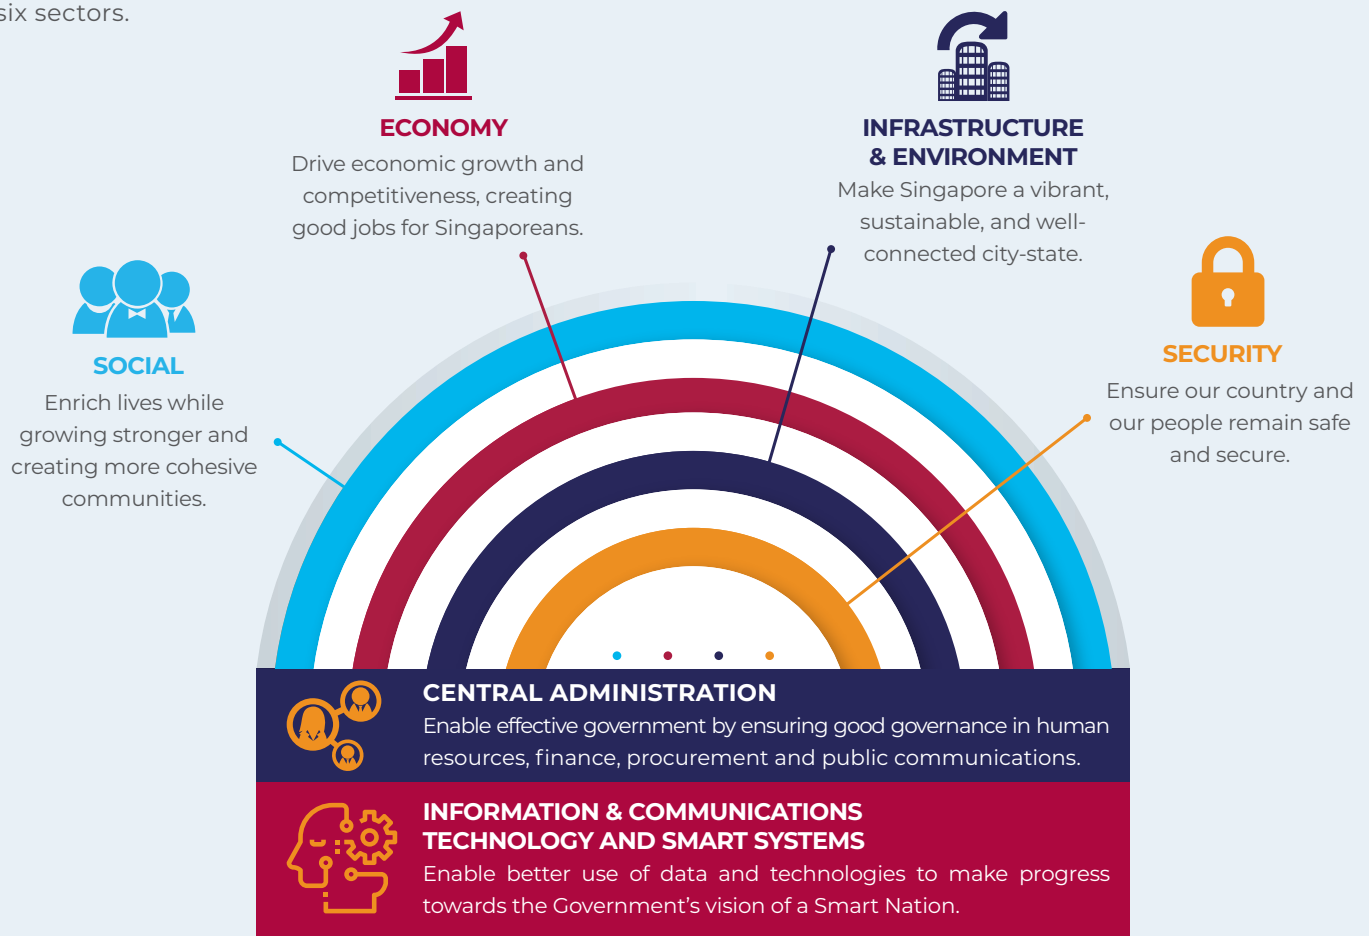 six sectors.
ECONOMY
Drive economic growth and
competitiveness, creating
good jobs for Singaporeans.
INFRASTRUCTURE
& ENVIRONMENT
Make Singapore a vibrant,
sustainable, and well-
connected city-state.
SOCIAL
Enrich lives while
growing stronger and
creating more cohesive
communities.
SECURITY
Ensure our country and
our people remain safe
and secure.
CENTRAL ADMINISTRATION
Enable effective government by ensuring good governance in human
resources, finance, procurement and public communications.
INFORMATION & COMMUNICATIONS
TECHNOLOGY AND SMART SYSTEMS
Enable better use of data and technologies to make progress
towards the Government’s vision of a Smart Nation.